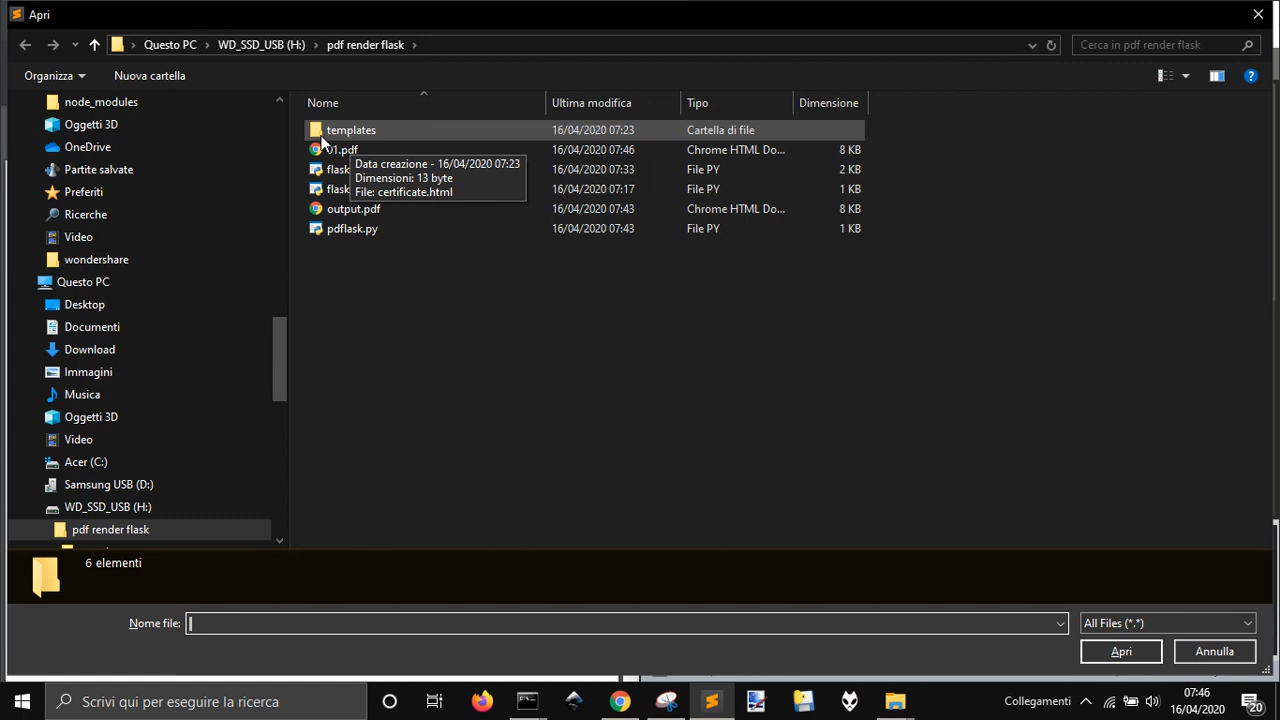 Apri
Questo PC > WD_SSD_USB (H:) > pdf render flask >
Cerca in pdf render flask
Organizza
Nuova cartella
node_modules
Oggetti 3D
OneDrive
Partite salvate
Preferiti
Ricerche
Video
wondershare
Questo PC
Desktop
Documenti
Download
Immagini
Musica
Oggetti 3D
Video
Acer (C:)
Samsung USB (D:)
WD_SSD_USB (H:)
pdf render flask
Nome Ultima modifica Tipo Dimensione
templates 16/04/2020 07:23 Cartella di file
01.pdf 16/04/2020 07:46 Chrome HTML Do... 8 KB
flask 16/04/2020 07:33 File PY 2 KB
flask 16/04/2020 07:17 File PY 1 KB
output.pdf 16/04/2020 07:43 Chrome HTML Do... 8 KB
pdflask.py 16/04/2020 07:43 File PY 1 KB
Data creazione - 16/04/2020 07:23
Dimensioni: 13 byte
File: certificate.html
6 elementi
Nome file:
All Files (*.*)
Apri
Annulla
Scrivi qui per eseguire la ricerca
Collegamenti
07:46
16/04/2020
20